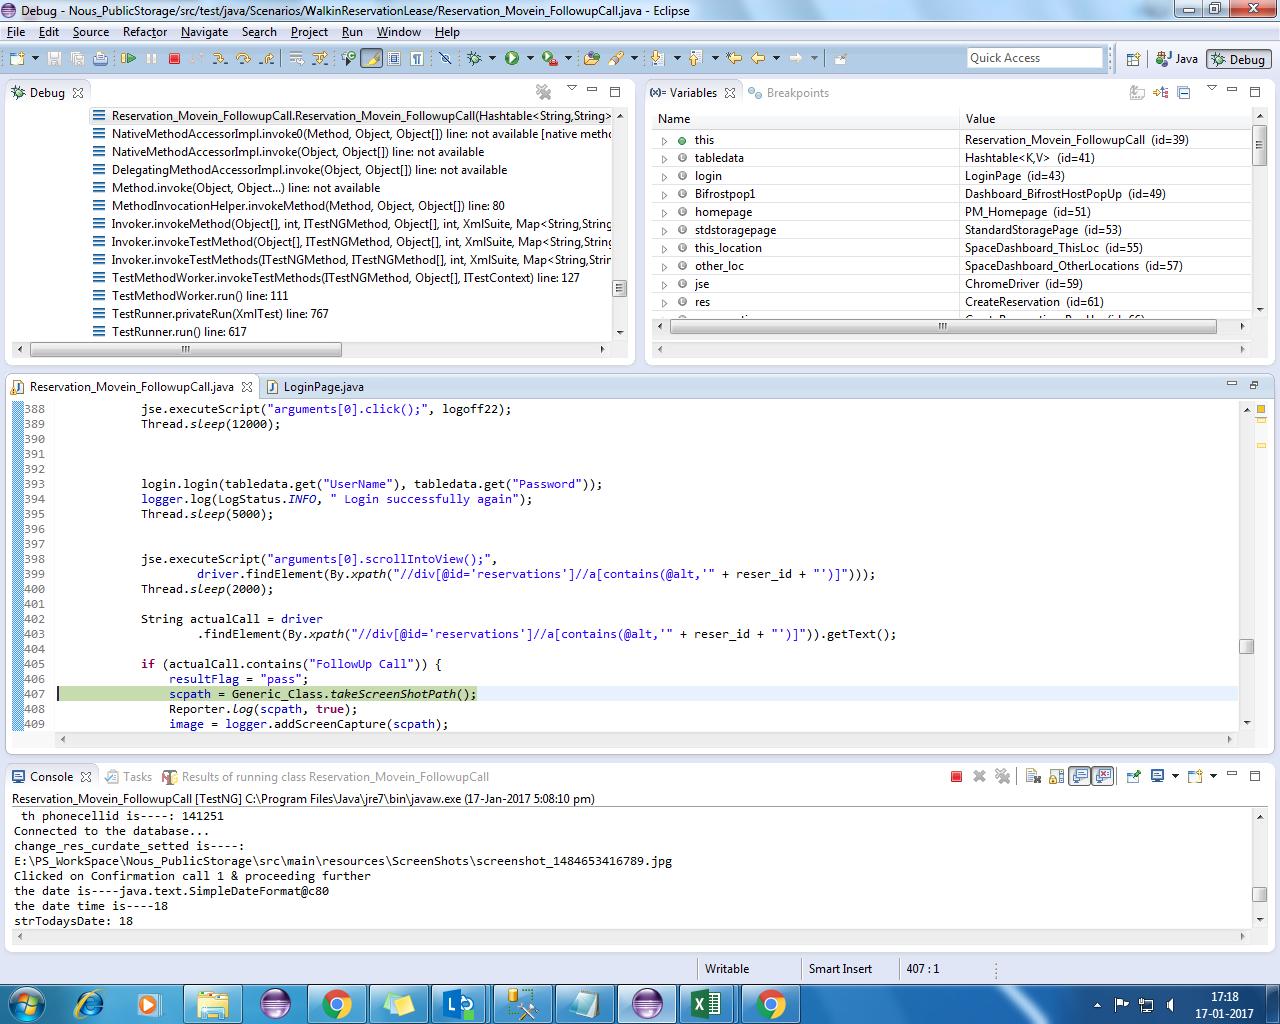 Debug - Nous_PublicStorage/src/test/java/Scenarios/WalkinReservationLease/Reservation_Movein_FollowupCall.java - Eclipse
File Edit Source Refactor Navigate Search Project Run Window Help
Quick Access
Java
Debug
Debug
Reservation_Movein_FollowupCall.Reservation_Movein_FollowupCall(Hashtable<String,String>
NativeMethodAccessorImpl.invoke0(Method, Object, Object[]) line: not available [native metho
NativeMethodAccessorImpl.invoke(Object, Object[]) line: not available
DelegatingMethodAccessorImpl.invoke(Object, Object[]) line: not available
Method.invoke(Object, Object...) line: not available
MethodInvocationHelper.invokeMethod(Method, Object, Object[]) line: 80
Invoker.invokeMethod(Object[], int, ITestNGMethod, Object[], int, XmlSuite, Map<String,String
Invoker.invokeTestMethod(Object[], int, ITestNGMethod, Object[], int, XmlSuite, Map<String,String
Invoker.invokeTestMethods(ITestNGMethod, ITestNGMethod[], int, XmlSuite, Map<String,Strin
TestMethodWorker.invokeTestMethods(ITestNGMethod, Object[], ITestContext) line: 127
TestMethodWorker.run() line: 111
TestRunner.privateRun(XmlTest) line: 767
TestRunner.run() line: 617
Variables Breakpoints
Name Value
this Reservation_Movein_FollowupCall (id=39)
tabledata Hashtable<K,V> (id=41)
login LoginPage (id=43)
Bifrostpop1 Dashboard_BifrostHostPopUp (id=49)
homepage PM_Homepage (id=51)
stdstoragepage StandardStoragePage (id=53)
this_location SpaceDashboard_ThisLoc (id=55)
other_loc SpaceDashboard_OtherLocations (id=57)
jse ChromeDriver (id=59)
res CreateReservation (id=61)
Reservation_Movein_FollowupCall.java LoginPage.java
388 jse.executeScript("arguments[0].click();", logoff22);
389 Thread.sleep(12000);
390
391
392
393 login.login(tabledata.get("UserName"), tabledata.get("Password"));
394 logger.log(LogStatus.INFO, " Login successfully again");
395 Thread.sleep(5000);
396
397
398 jse.executeScript("arguments[0].scrollIntoView();",
399 driver.findElement(By.xpath("//div[@id='reservations']//a[contains(@alt,'" + reser_id + "')]")));
400 Thread.sleep(2000);
401
402 String actualCall = driver
403 .findElement(By.xpath("//div[@id='reservations']//a[contains(@alt,'" + reser_id + "')]")).getText();
404
405 if (actualCall.contains("FollowUp Call")) {
406 resultFlag = "pass";
407 scpath = Generic_Class.takeScreenShotPath();
408 Reporter.log(scpath, true);
409 image = logger.addScreenCapture(scpath);
Console Tasks Results of running class Reservation_Movein_FollowupCall
Reservation_Movein_FollowupCall [TestNG] C:\Program Files\Java\jre7\bin\javaw.exe (17-Jan-2017 5:08:10 pm)
th phonecellid is----: 141251
Connected to the database...
change_res_curdate_setted is----:
E:\PS_WorkSpace\Nous_PublicStorage\src\main\resources\ScreenShots\screenshot_1484653416789.jpg
Clicked on Confirmation call 1 & proceeding further
the date is----java.text.SimpleDateFormat@c80
the date time is----18
strTodaysDate: 18
Writable Smart Insert 407 : 1
17:18
17-01-2017